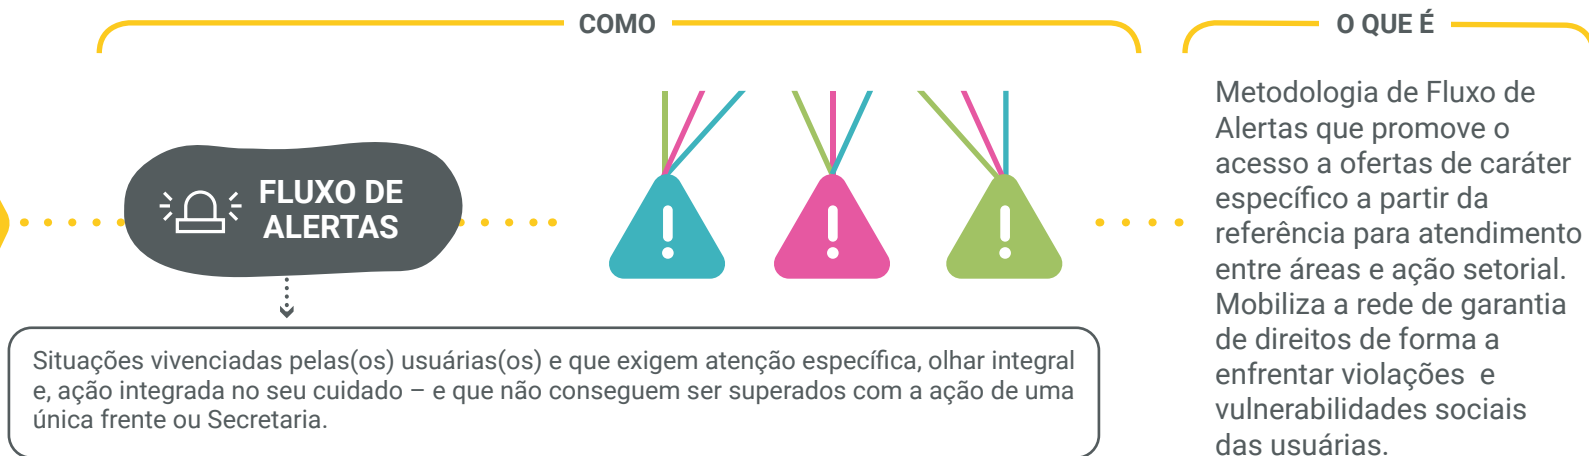 COMO
FLUXO DE
ALERTAS
Situações vivenciadas pelas(os) usuárias(os) e que exigem atenção específica, olhar integral
e, ação integrada no seu cuidado – e que não conseguem ser superados com a ação de uma
única frente ou Secretaria.
O QUE É
Metodologia de Fluxo de
Alertas que promove o
acesso a ofertas de caráter
específico a partir da
referência para atendimento
entre áreas e ação setorial.
Mobiliza a rede de garantia
de direitos de forma a
enfrentar violações  e
vulnerabilidades sociais
das usuárias.